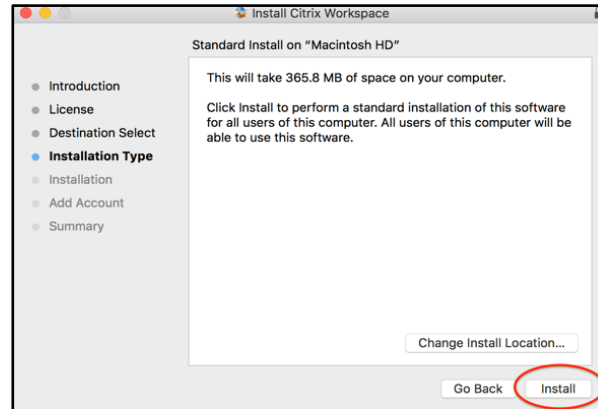 Install Citrix Workspace
Standard Install on “Macintosh HD”
Introduction
License
Destination Select
Installation Type
Installation
Add Account
Summary
This will take 365.8 MB of space on your computer.
Click Install to perform a standard installation of this software
for all users of this computer. All users of this computer will be
able to use this software.
Change Install Location...
Go Back
Install